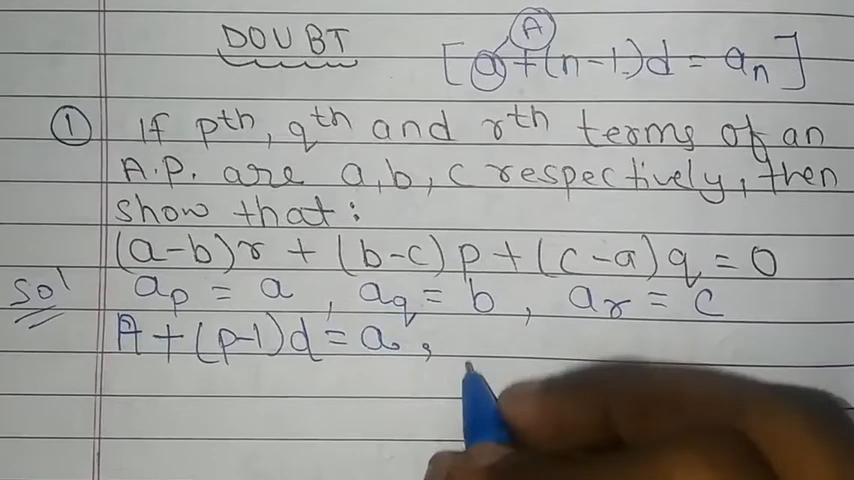 DOUBT
A
[a+(n-1)d = aₙ]
① If pth, qth and rth terms of an
A.P. are a, b, c respectively, then
show that:
(a-b)r + (b-c)p + (c-a)q = 0
Sol aₚ = a , a_q = b , aᵣ = c
A+(p-1)d = a,